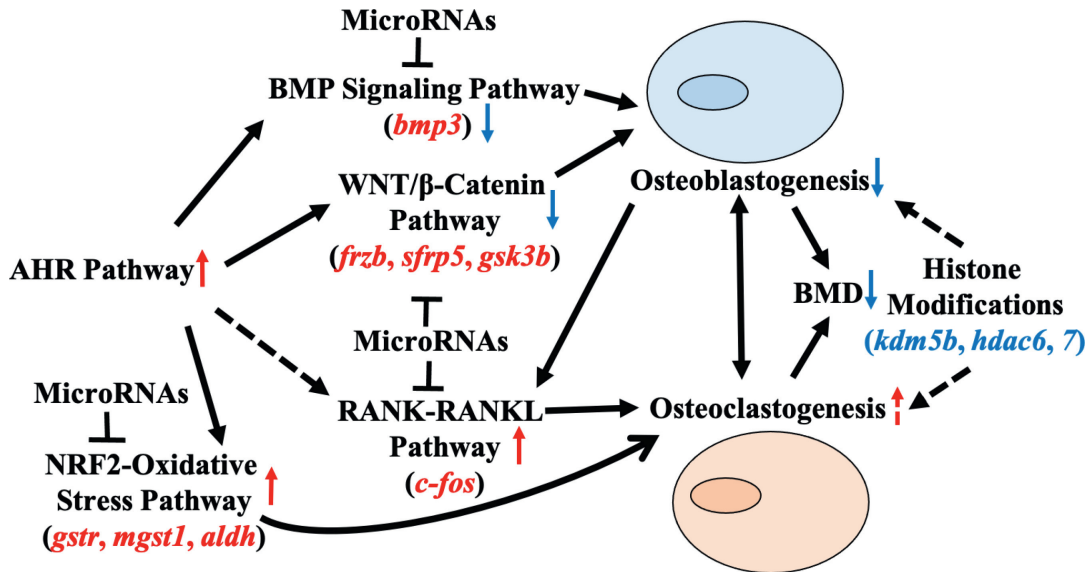 MicroRNAs
BMP Signaling Pathway
(bmp3)
WNT/β-Catenin
Pathway
(frzb, sfrp5, gsk3b)
Osteoblastogenesis
AHR Pathway
BMD
Histone
Modifications
(kdm5b, hdac6, 7)
MicroRNAs
MicroRNAs
RANK-RANKL
Pathway
(c-fos)
Osteoclastogenesis
NRF2-Oxidative
Stress Pathway
(gstr, mgst1, aldh)